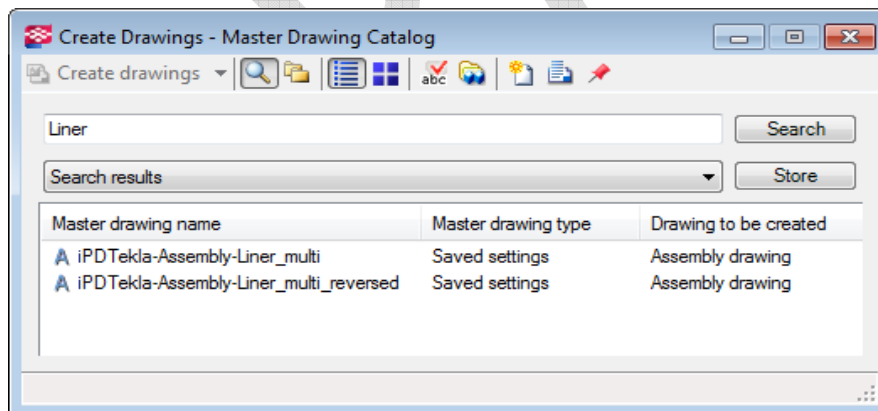 Create Drawings - Master Drawing Catalog
Create drawings abc
Liner Search
Search results Store
Master drawing name Master drawing type Drawing to be created
iPDTekla-Assembly-Liner_multi Saved settings Assembly drawing
iPDTekla-Assembly-Liner_multi_reversed Saved settings Assembly drawing